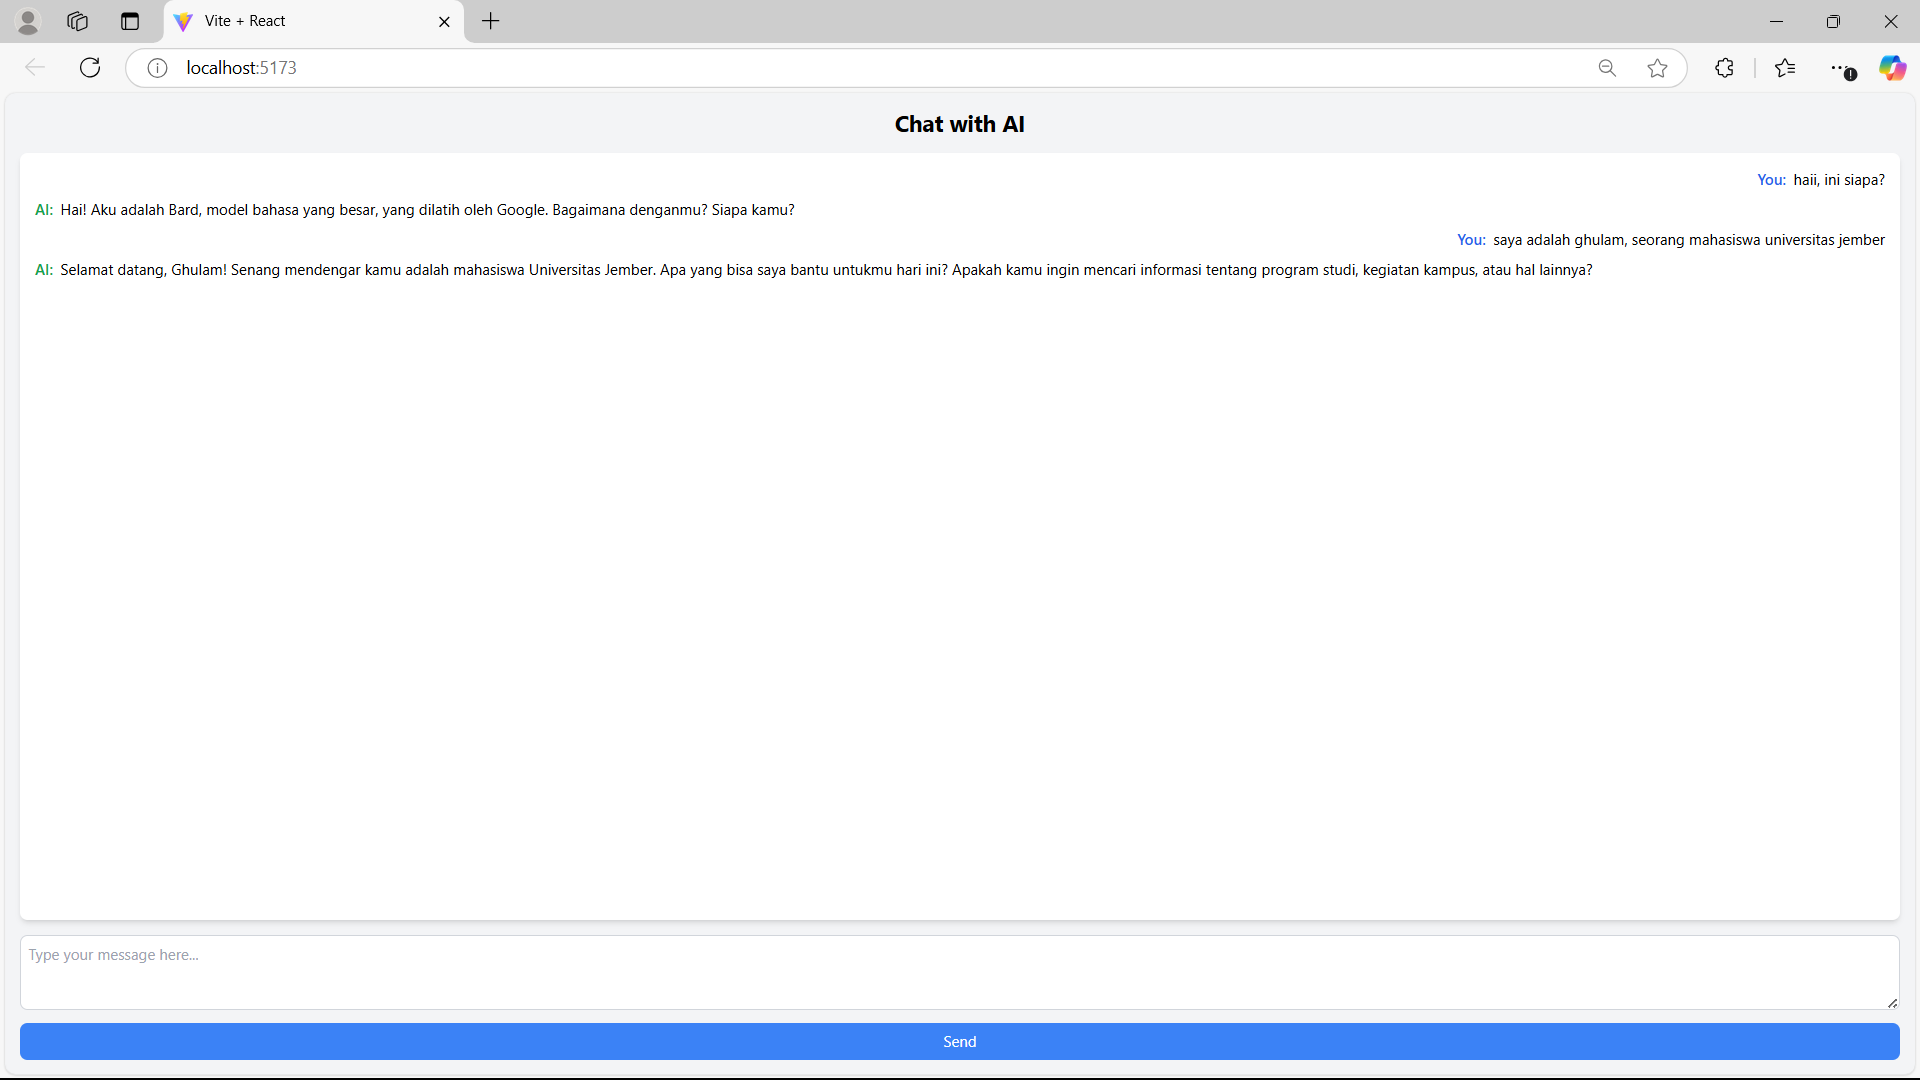 Vite + React
localhost:5173
Chat with AI
You: haii, ini siapa?
AI: Hai! Aku adalah Bard, model bahasa yang besar, yang dilatih oleh Google. Bagaimana denganmu? Siapa kamu?
You: saya adalah ghulam, seorang mahasiswa universitas jember
AI: Selamat datang, Ghulam! Senang mendengar kamu adalah mahasiswa Universitas Jember. Apa yang bisa saya bantu untukmu hari ini? Apakah kamu ingin mencari informasi tentang program studi, kegiatan kampus, atau hal lainnya?
Type your message here...
Send